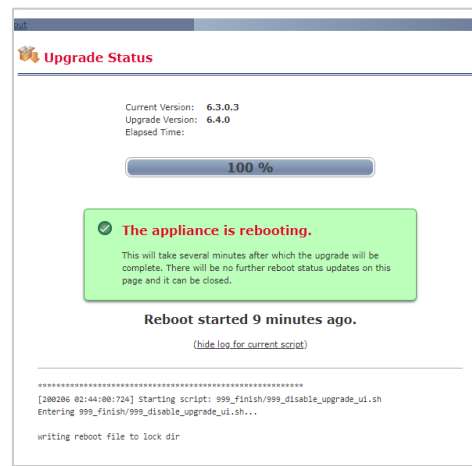 out
Upgrade Status
Current Version: 6.3.0.3
Upgrade Version: 6.4.0
Elapsed Time:
100 %
The appliance is rebooting.
This will take several minutes after which the upgrade will be
complete. There will be no further reboot status updates on this
page and it can be closed.
Reboot started 9 minutes ago.
(hide log for current script)
**********************************************************
[200206 02:44:00:724] Starting script: 999_finish/999_disable_upgrade_ui.sh
Entering 999_finish/999_disable_upgrade_ui.sh...
writing reboot file to lock dir